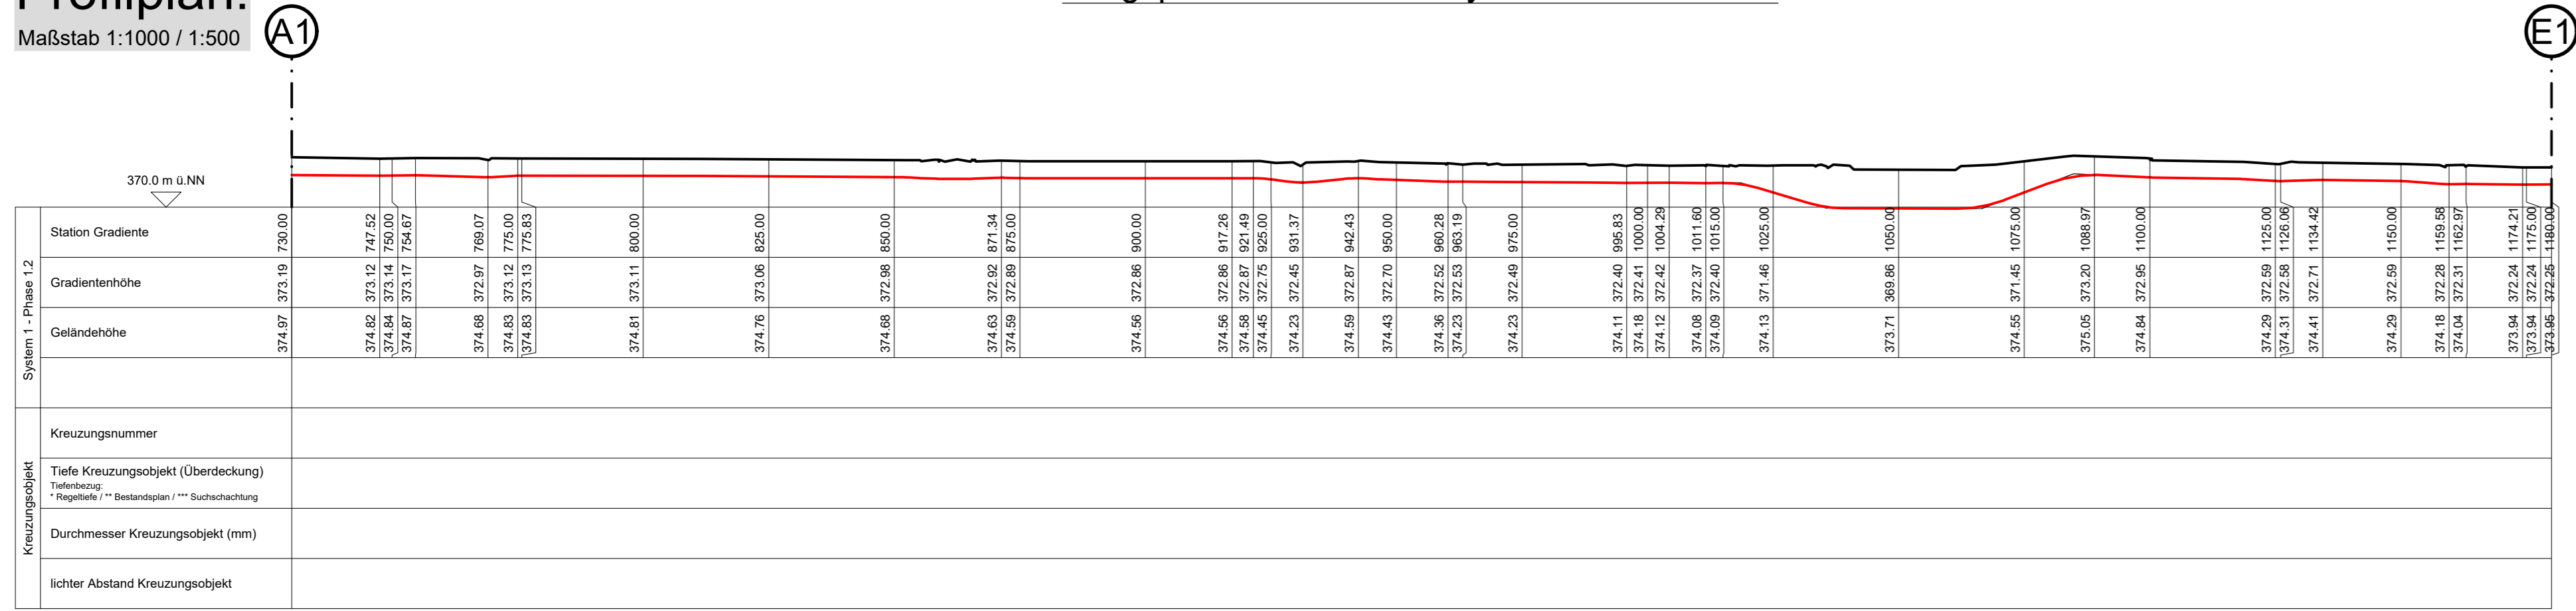 Profilplan:
Maßstab 1:1000 / 1:500
A1
E1
370.0 m ü.NN
System 1 - Phase 1.2
Station Gradiente
730.00 747.52 750.00 754.67 769.07 775.00 775.83 800.00 825.00 850.00 871.34 875.00 900.00 917.26 921.49 925.00 931.37 942.43 950.00 960.28 963.19 975.00 995.83 1000.00 1004.29 1011.60 1015.00 1025.00 1050.00 1075.00 1088.97 1100.00 1125.00 1126.06 1134.42 1150.00 1159.58 1162.97 1174.21 1175.00 1180.00
Gradientenhöhe
373.19 373.12 373.14 373.17 372.97 373.12 373.13 373.11 373.06 372.98 372.92 372.89 372.86 372.86 372.87 372.75 372.45 372.87 372.70 372.52 372.53 372.49 372.40 372.41 372.42 372.37 372.40 371.46 369.86 371.45 373.20 372.95 372.59 372.58 372.71 372.59 372.28 372.31 372.24 372.24 372.25
Geländehöhe
374.97 374.82 374.84 374.87 374.68 374.83 374.83 374.81 374.76 374.68 374.63 374.59 374.56 374.56 374.58 374.45 374.23 374.59 374.43 374.36 374.23 374.23 374.11 374.18 374.12 374.08 374.09 374.13 373.71 374.55 375.05 374.84 374.29 374.31 374.41 374.29 374.18 374.04 373.94 373.94 373.95
Kreuzungsobjekt
Kreuzungsnummer
Tiefe Kreuzungsobjekt (Überdeckung)
Tiefenbezug:
* Regeltiefe / ** Bestandsplan / *** Suchschachtung
Durchmesser Kreuzungsobjekt (mm)
lichter Abstand Kreuzungsobjekt